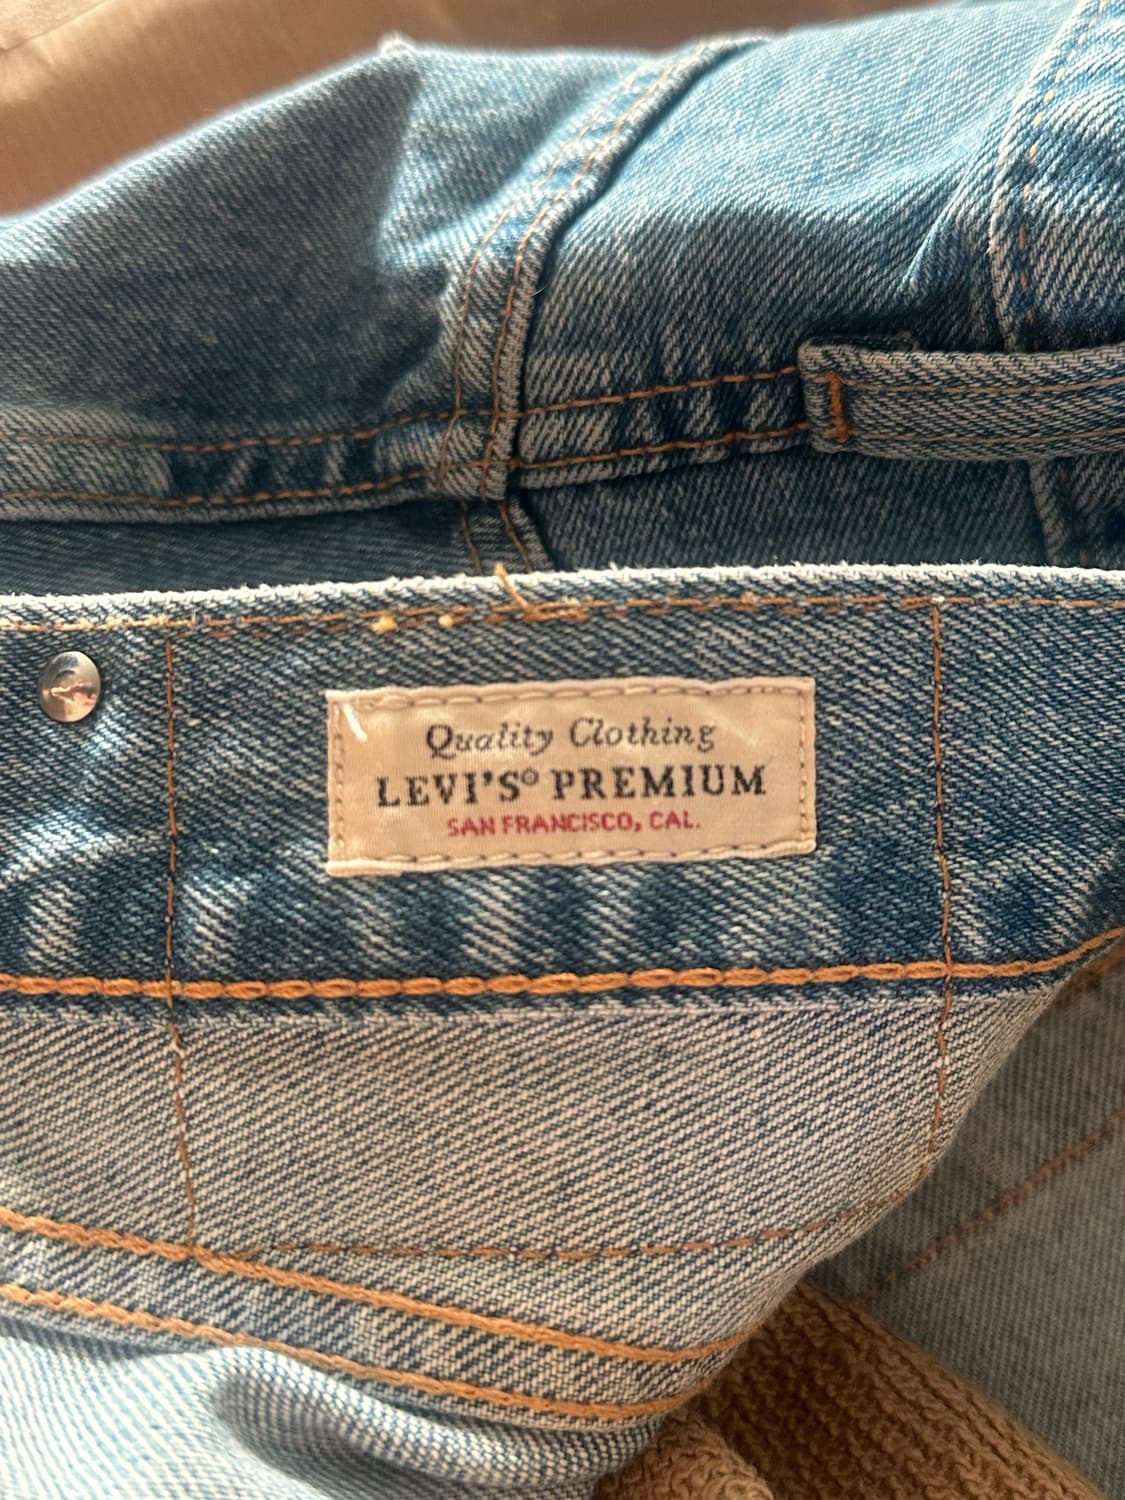 Quality Clothing
LEVI'S® PREMIUM
SAN FRANCISCO, CAL.